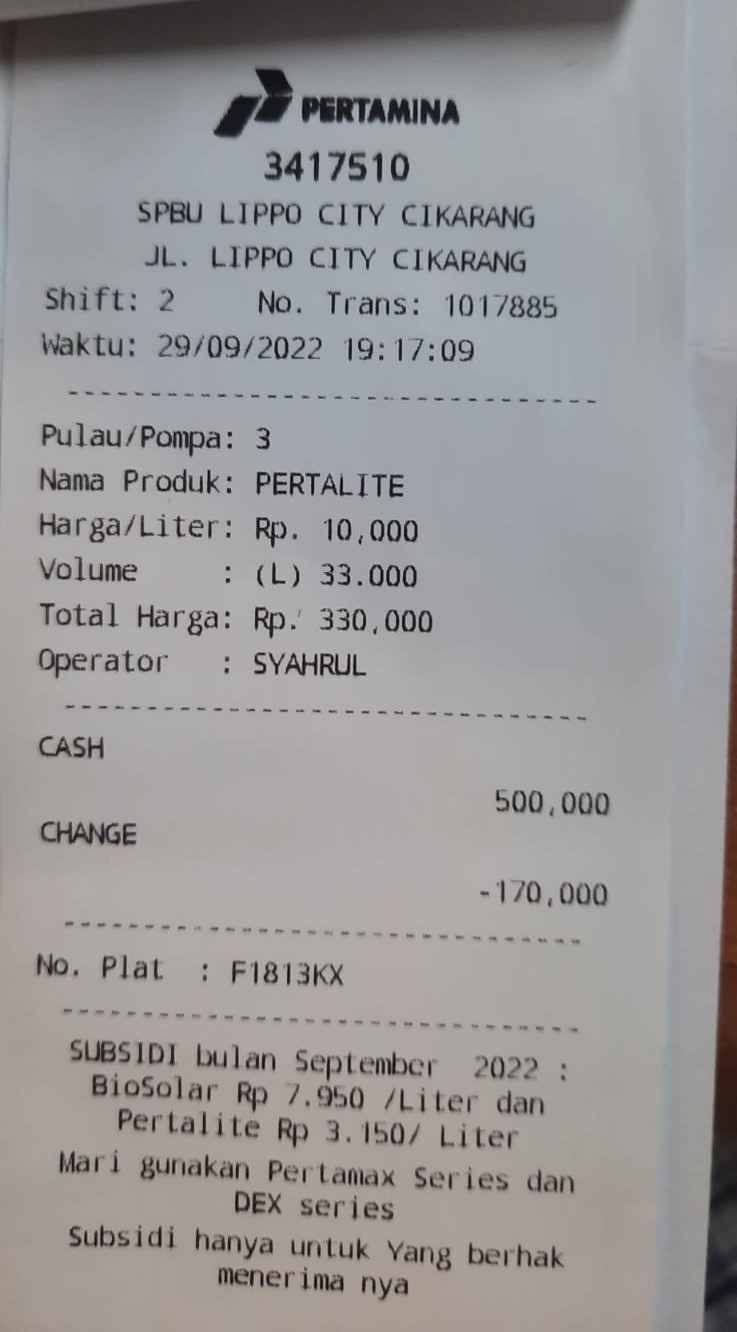 PERTAMINA
3417510
SPBU LIPPO CITY CIKARANG
JL. LIPPO CITY CIKARANG
Shift: 2 No. Trans: 1017885
Waktu: 29/09/2022 19:17:09
--------------------------------
Pulau/Pompa: 3
Nama Produk: PERTALITE
Harga/Liter: Rp. 10,000
Volume : (L) 33.000
Total Harga: Rp. 330,000
Operator : SYAHRUL
--------------------------------
CASH
500,000
CHANGE
-170,000
--------------------------------
No. Plat : F1813KX
--------------------------------
SUBSIDI bulan September 2022 :
BioSolar Rp 7.950 /Liter dan
Pertalite Rp 3.150/ Liter
Mari gunakan Pertamax Series dan
DEX series
Subsidi hanya untuk Yang berhak
menerima nya